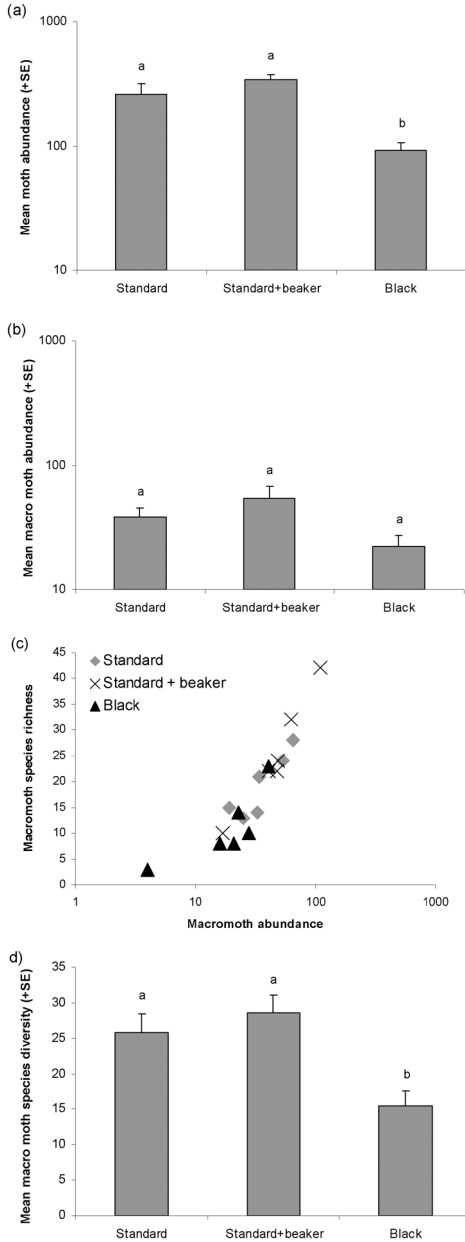 (a)
Mean moth abundance (+SE)
1000
100
10
a
a
b
Standard
Standard+beaker
Black
(b)
Mean macro moth abundance (+SE)
1000
100
10
a
a
a
Standard
Standard+beaker
Black
(c)
Macromoth species richness
45
40
35
30
25
20
15
10
5
0
Standard
Standard + beaker
Black
1
10
100
1000
Macromoth abundance
d)
Mean macro moth species diversity (+SE)
35
30
25
20
15
10
5
0
a
a
b
Standard
Standard+beaker
Black